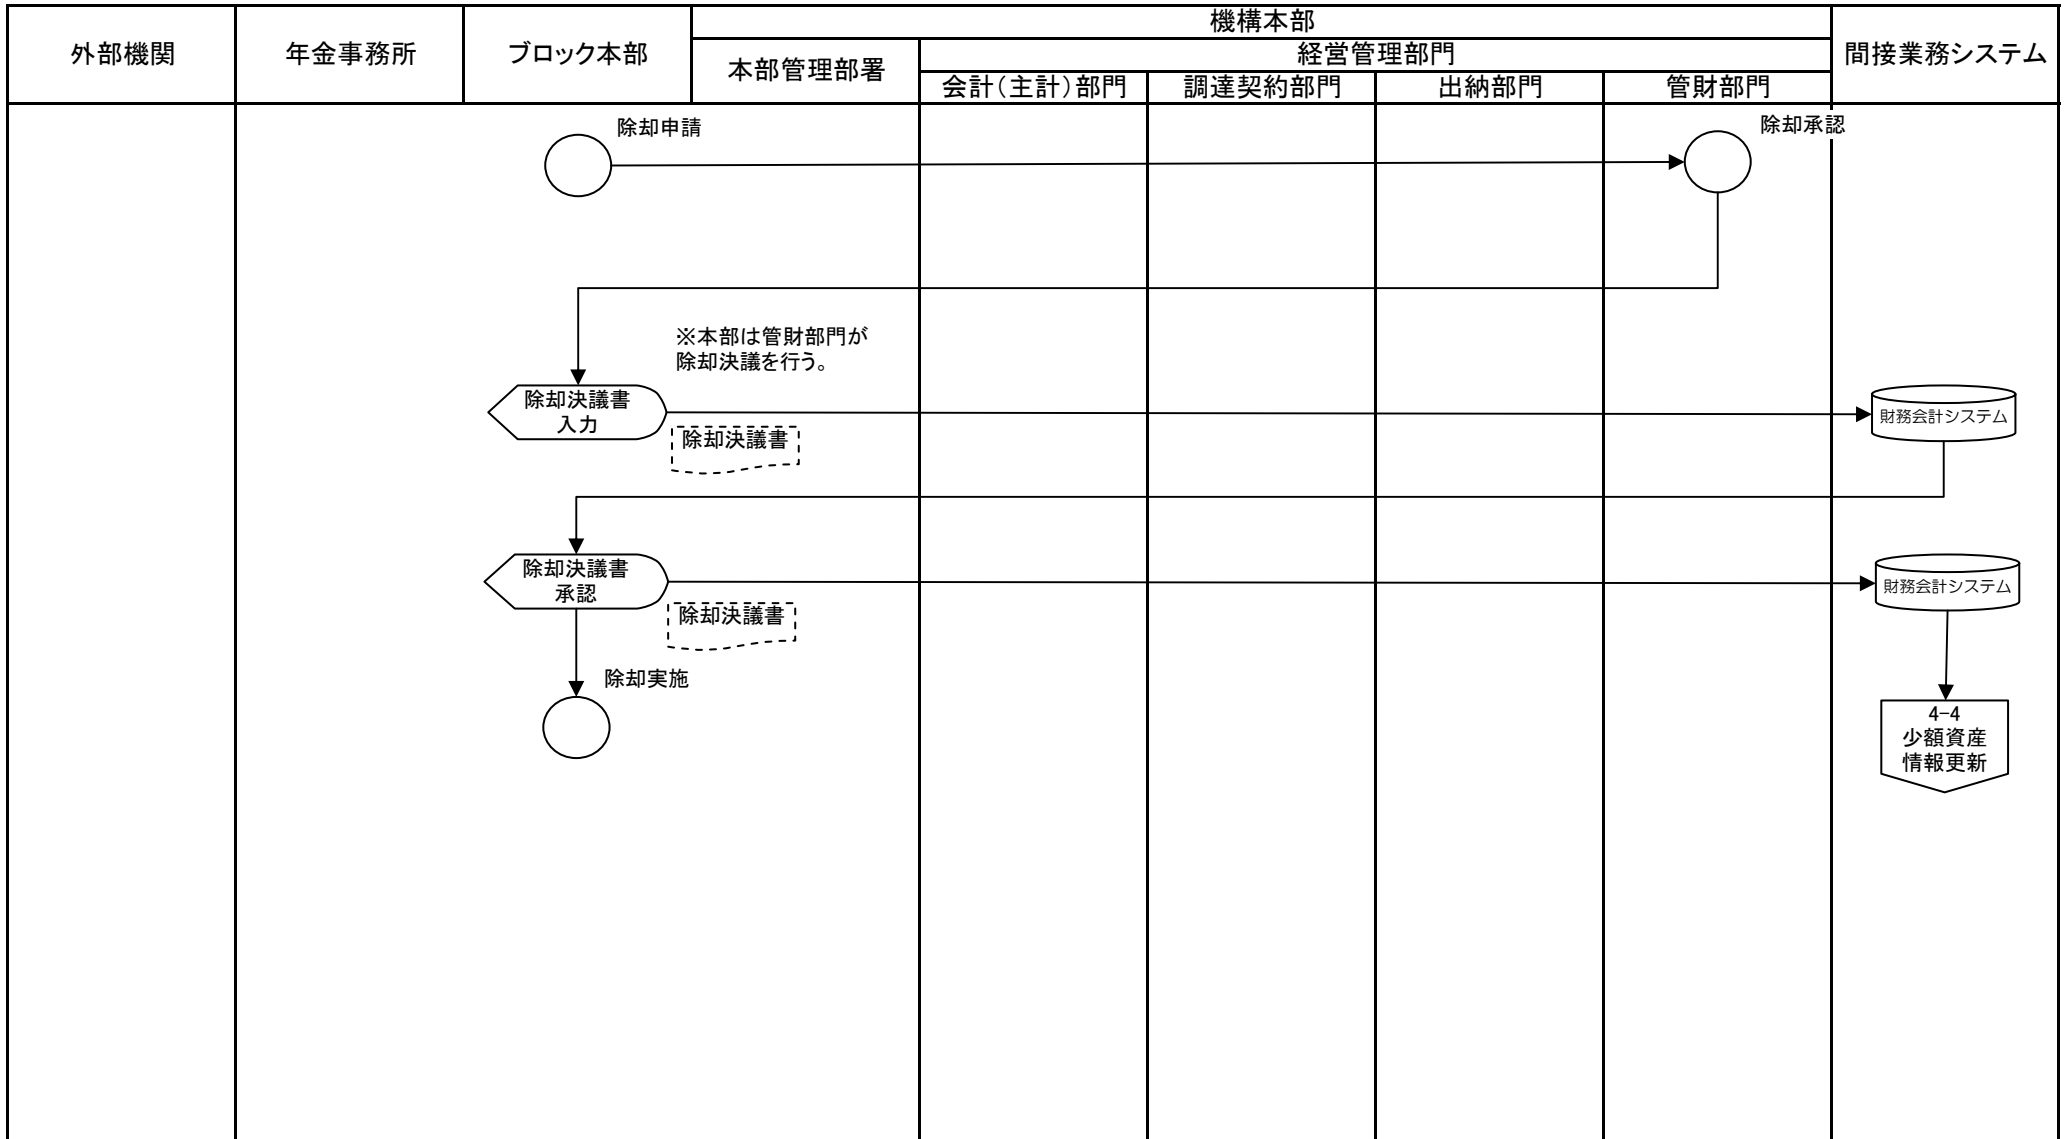 外部機関
年金事務所
ブロック本部
機構本部
本部管理部署
経営管理部門
会計(主計)部門
調達契約部門
出納部門
管財部門
間接業務システム
除却申請
除却承認
※本部は管財部門が
除却決議を行う。
除却決議書
入力
除却決議書
財務会計システム
除却決議書
承認
除却決議書
財務会計システム
除却実施
4-4
少額資産
情報更新